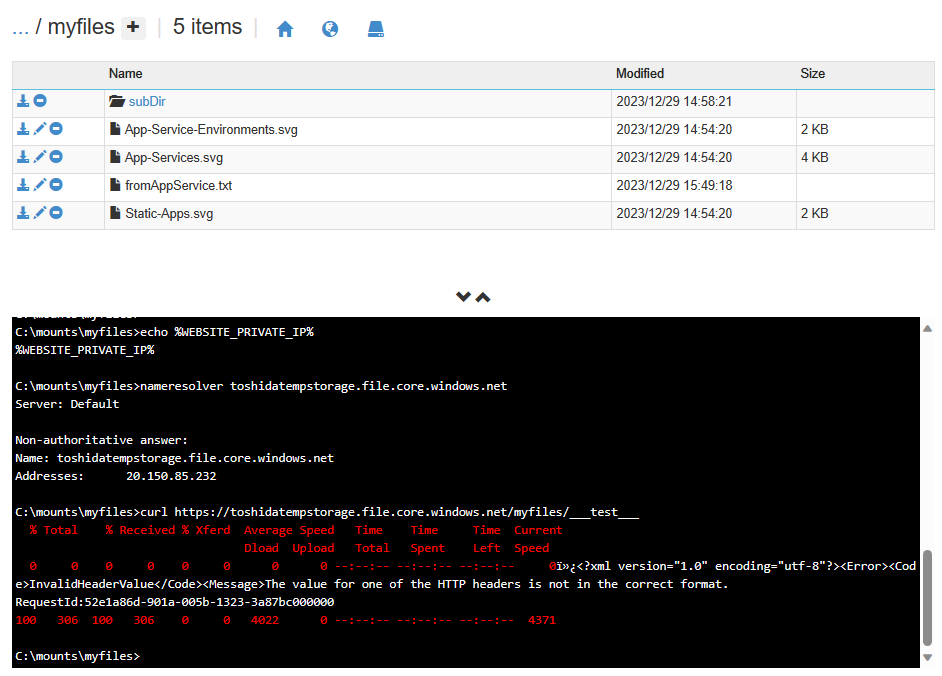 ... / myfiles + | 5 items |
Name Modified Size
subDir 2023/12/29 14:58:21
App-Service-Environments.svg 2023/12/29 14:54:20 2 KB
App-Services.svg 2023/12/29 14:54:20 4 KB
fromAppService.txt 2023/12/29 15:49:18
Static-Apps.svg 2023/12/29 14:54:20 2 KB
C:\mounts\myfiles>echo %WEBSITE_PRIVATE_IP%
%WEBSITE_PRIVATE_IP%
C:\mounts\myfiles>nameresolver toshidatempstorage.file.core.windows.net
Server: Default
Non-authoritative answer:
Name: toshidatempstorage.file.core.windows.net
Addresses: 20.150.85.232
C:\mounts\myfiles>curl https://toshidatempstorage.file.core.windows.net/myfiles/___test___
% Total % Received % Xferd Average Speed Time Time Time Current
Dload Upload Total Spent Left Speed
0 0 0 0 0 0 0 0 --:--:-- --:--:-- --:--:-- 0ï»¿<?xml version="1.0" encoding="utf-8"?><Error><Cod
e>InvalidHeaderValue</Code><Message>The value for one of the HTTP headers is not in the correct format.
RequestId:52e1a86d-901a-005b-1323-3a87bc000000
100 306 100 306 0 0 4022 0 --:--:-- --:--:-- --:--:-- 4371
C:\mounts\myfiles>